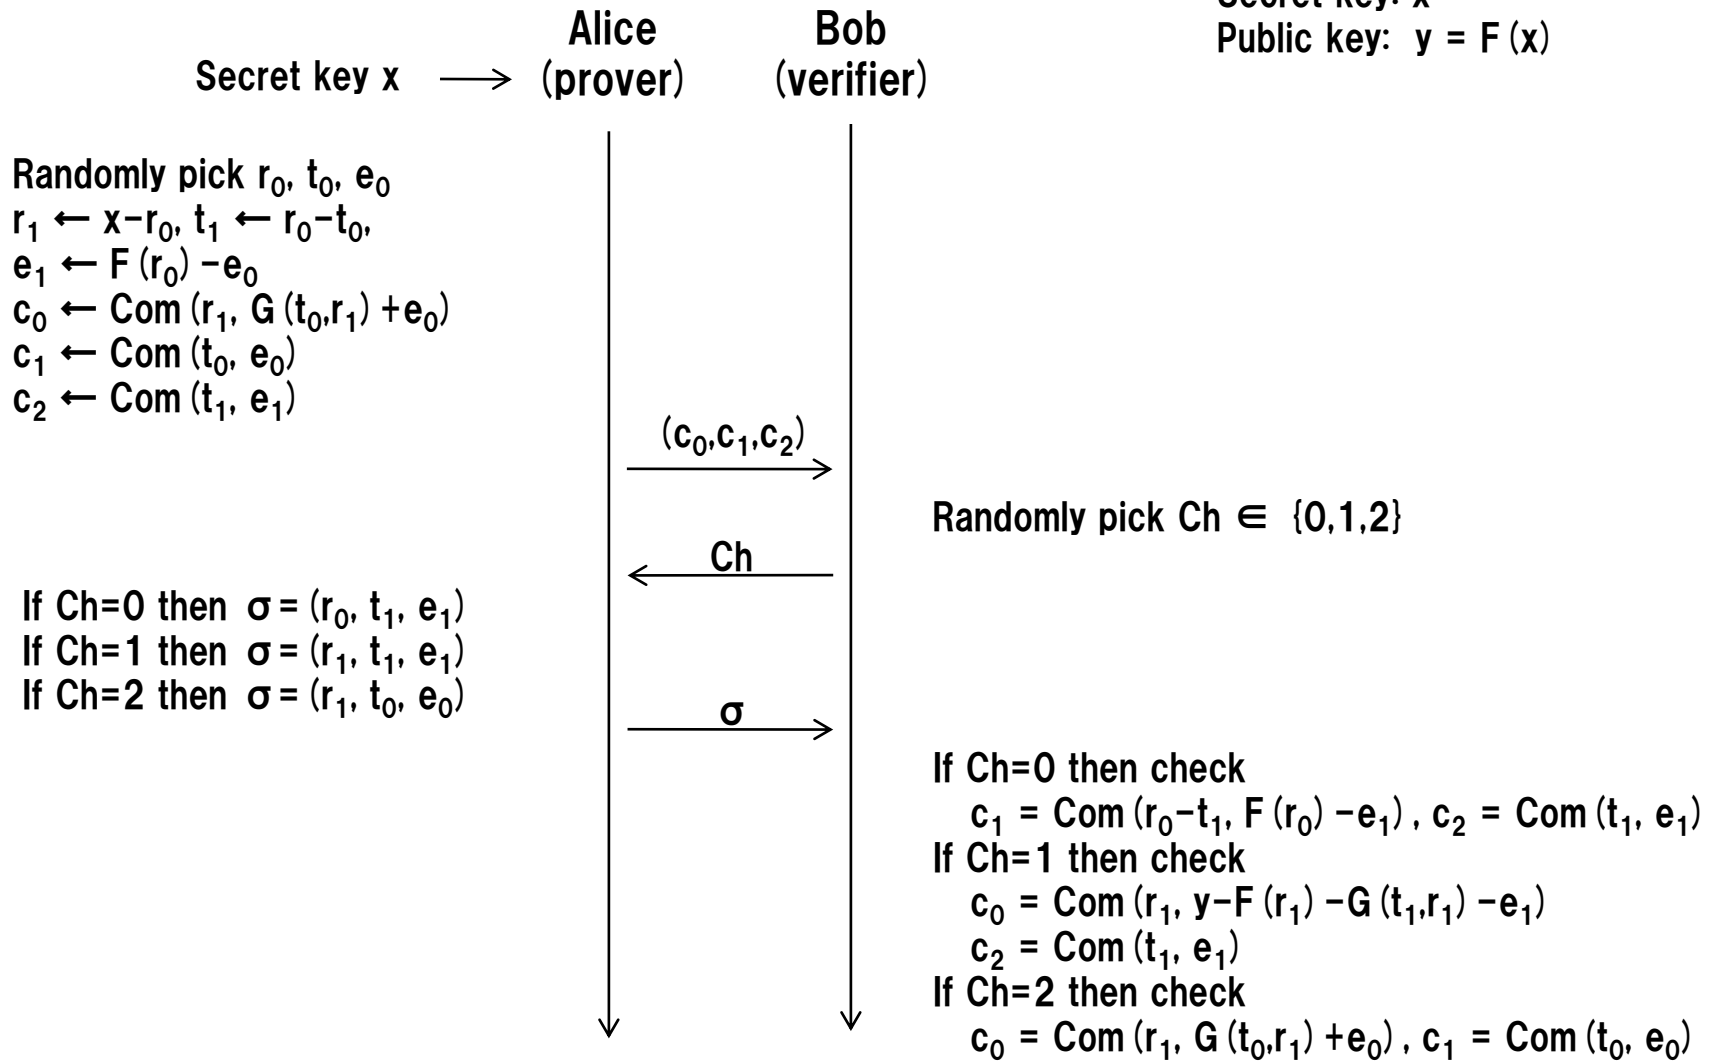 Secret key: x
Public key: y = F(x)
Alice
(prover)
Bob
(verifier)
Secret key x
Randomly pick r₀, t₀, e₀
r₁ ← x−r₀, t₁ ← r₀−t₀,
e₁ ← F(r₀)−e₀
c₀ ← Com(r₁, G(t₀,r₁)+e₀)
c₁ ← Com(t₀, e₀)
c₂ ← Com(t₁, e₁)
(c₀,c₁,c₂)
Randomly pick Ch ∈ {0,1,2}
Ch
If Ch=0 then σ=(r₀, t₁, e₁)
If Ch=1 then σ=(r₁, t₁, e₁)
If Ch=2 then σ=(r₁, t₀, e₀)
σ
If Ch=0 then check
c₁ = Com(r₀−t₁, F(r₀)−e₁), c₂ = Com(t₁, e₁)
If Ch=1 then check
c₀ = Com(r₁, y−F(r₁)−G(t₁,r₁)−e₁)
c₂ = Com(t₁, e₁)
If Ch=2 then check
c₀ = Com(r₁, G(t₀,r₁)+e₀), c₁ = Com(t₀, e₀)